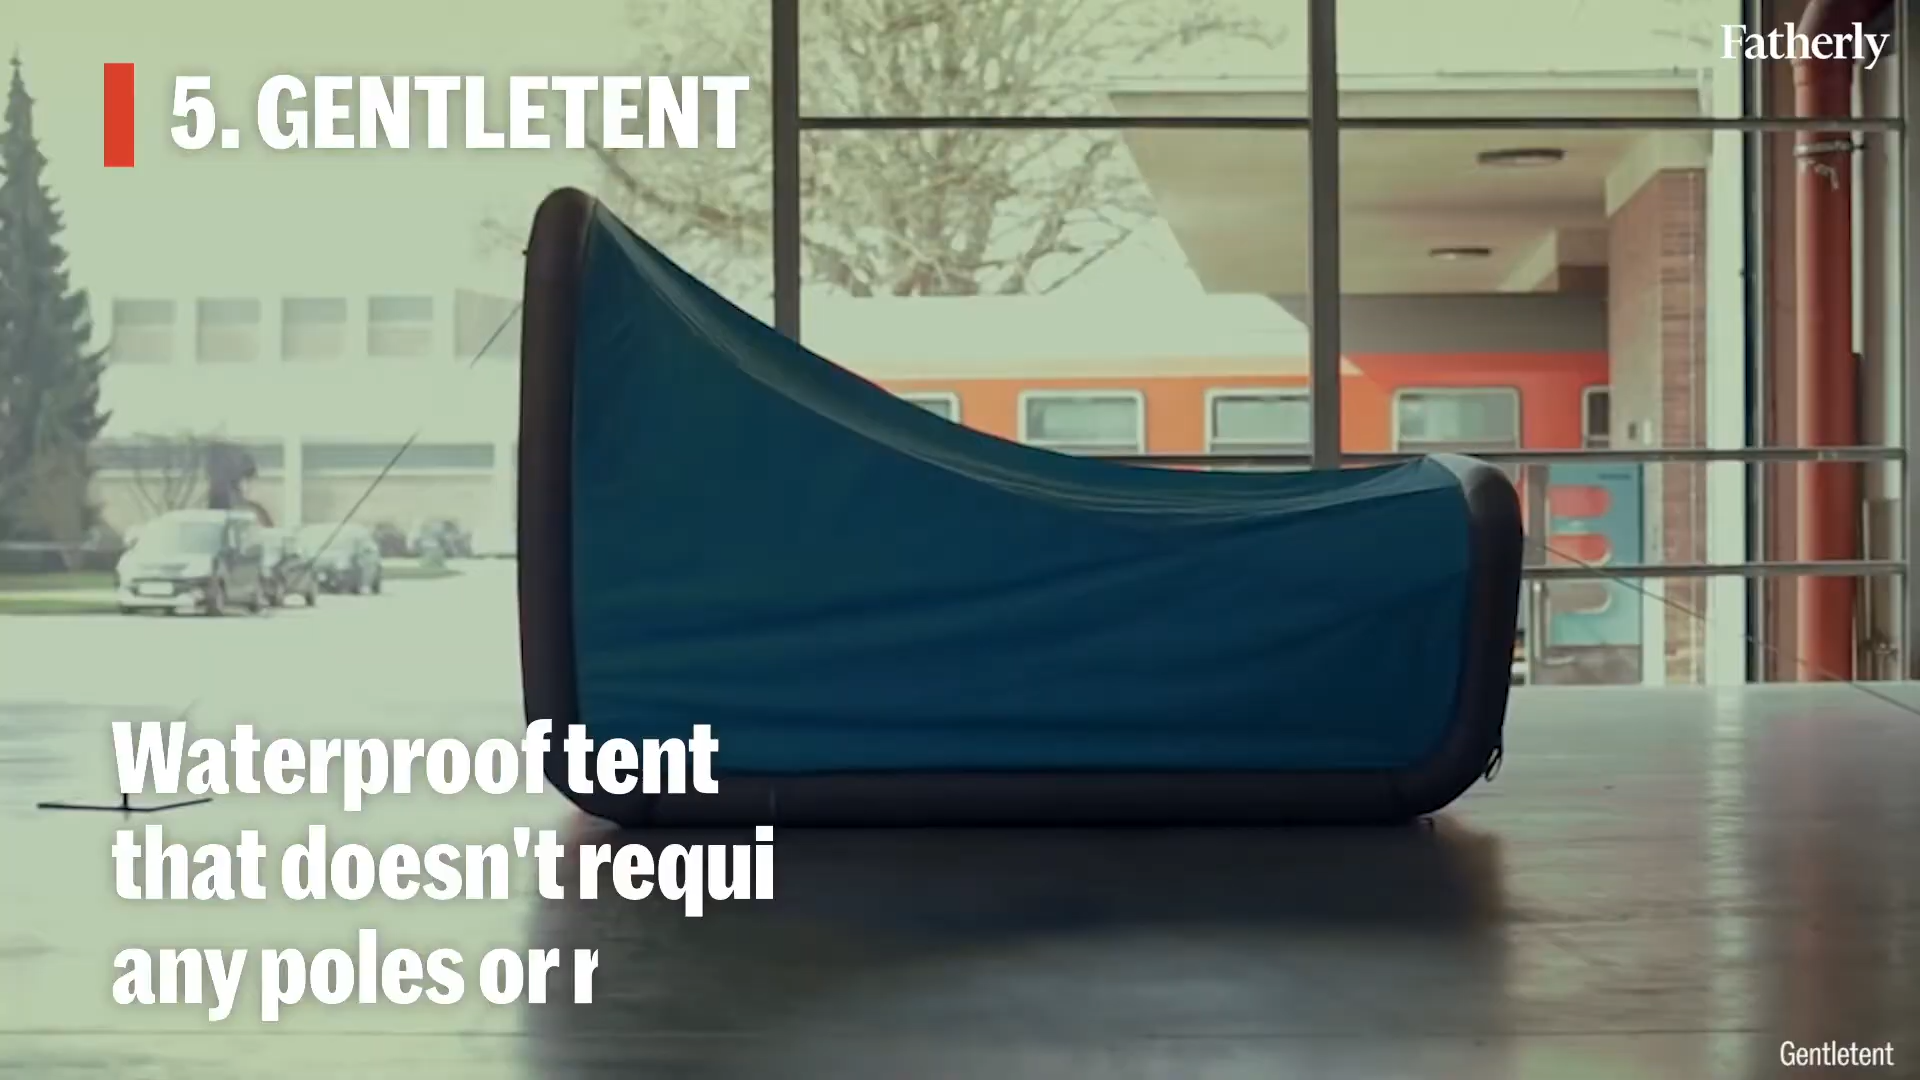 Fatherly
5. GENTLETENT
Waterproof tent
that doesn't requi
any poles or r
Gentletent